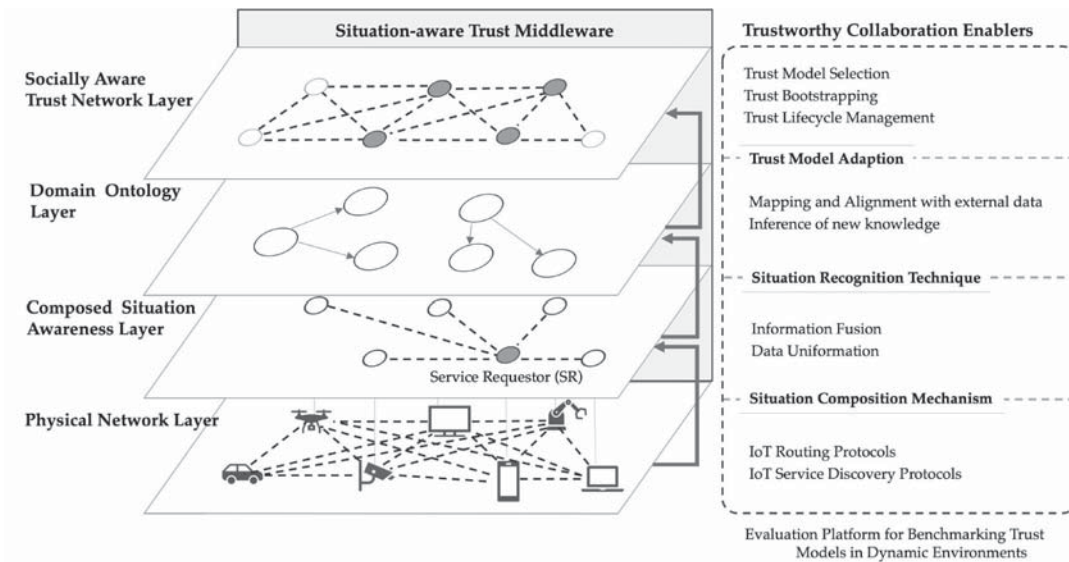 Situation-aware Trust Middleware
Socially Aware
Trust Network Layer
Domain Ontology
Layer
Composed Situation
Awareness Layer
Service Requestor (SR)
Physical Network Layer
Trustworthy Collaboration Enablers
Trust Model Selection
Trust Bootstrapping
Trust Lifecycle Management
Trust Model Adaption
Mapping and Alignment with external data
Inference of new knowledge
Situation Recognition Technique
Information Fusion
Data Uniformation
Situation Composition Mechanism
IoT Routing Protocols
IoT Service Discovery Protocols
Evaluation Platform for Benchmarking Trust
Models in Dynamic Environments